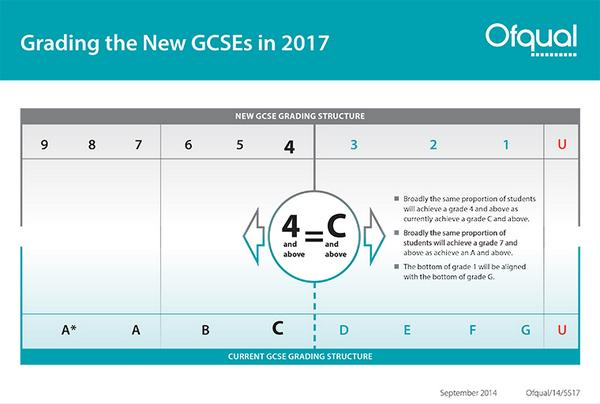 Grading the New GCSEs in 2017
Ofqual
NEW GCSE GRADING STRUCTURE
9 8 7 6 5 4 3 2 1 U
4 = C
and above and above
■ Broadly the same proportion of students
will achieve a grade 4 and above as
currently achieve a grade C and above.
■ Broadly the same proportion of
students will achieve a grade 7 and
above as achieve an A and above.
■ The bottom of grade 1 will be aligned
with the bottom of grade G.
A* A B C D E F G U
CURRENT GCSE GRADING STRUCTURE
September 2014 Ofqual/14/5517